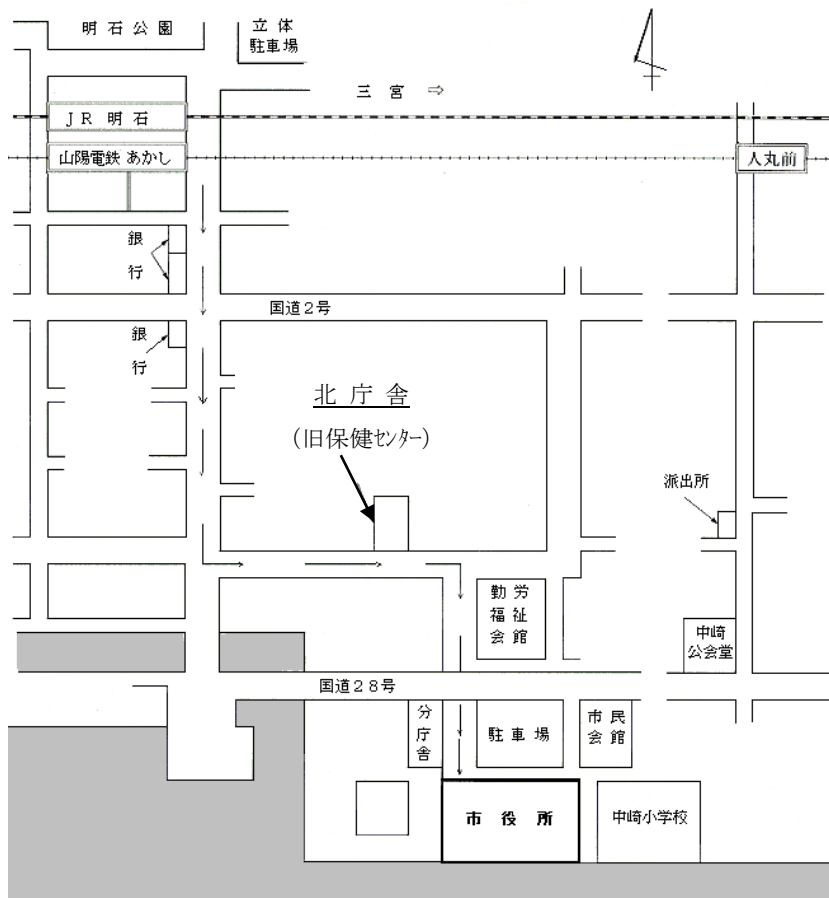 明石公園
立体
駐車場
三宮 ⇒
JR 明石
山陽電鉄 あかし
人丸前
銀
行
国道2号
銀
行
北庁舎
(旧保健センター)
派出所
勤労
福祉
会館
中崎
公会堂
国道28号
分
庁
舎
駐車場
市民
会館
市役所
中崎小学校